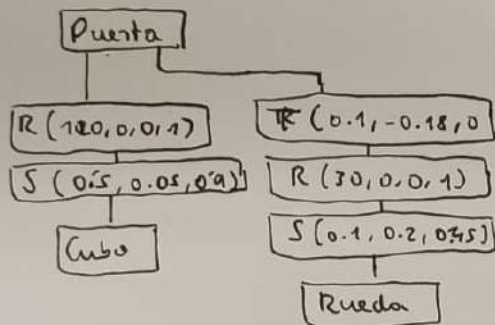 Puerta
R (120, 0, 0, 1)
S (0.5, 0.05, 0.9)
Cubo
T (0.1, -0.18, 0
R (30, 0, 0, 1)
S (0.1, 0.2, 0.45)
Rueda